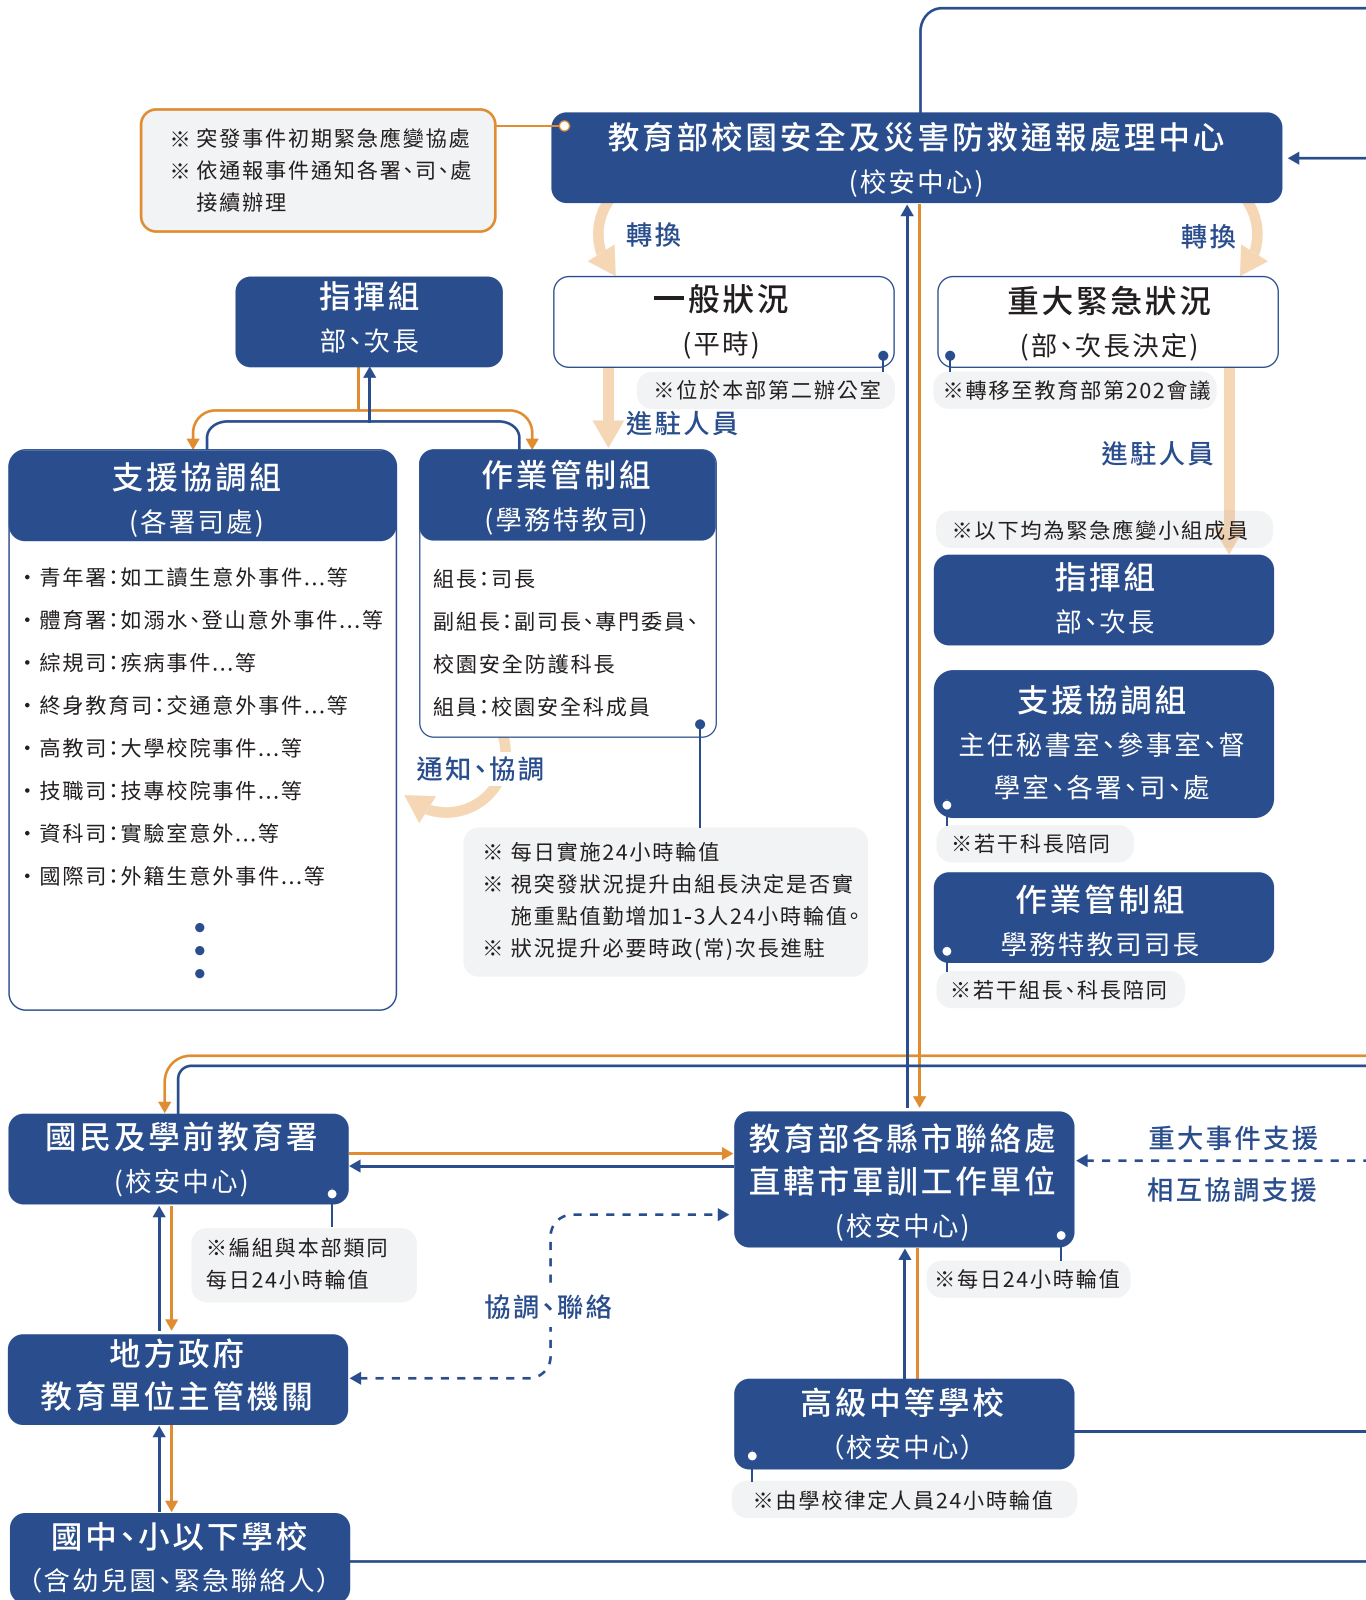 ※ 突發事件初期緊急應變協處
※ 依通報事件通知各署、司、處
接續辦理
教育部校園安全及災害防救通報處理中心
(校安中心)
轉換
轉換
指揮組
部、次長
一般狀況
(平時)
※位於本部第二辦公室
重大緊急狀況
(部、次長決定)
※轉移至教育部第202會議
進駐人員
進駐人員
支援協調組
(各署司處)
・青年署：如工讀生意外事件...等
・體育署：如溺水、登山意外事件...等
・綜規司：疾病事件...等
・終身教育司：交通意外事件...等
・高教司：大學校院事件...等
・技職司：技專校院事件...等
・資科司：實驗室意外...等
・國際司：外籍生意外事件...等
作業管制組
(學務特教司)
組長：司長
副組長：副司長、專門委員、
校園安全防護科長
組員：校園安全科成員
通知、協調
※ 每日實施24小時輪值
※ 視突發狀況提升由組長決定是否實
施重點值勤增加1-3人24小時輪值。
※ 狀況提升必要時政(常)次長進駐
※以下均為緊急應變小組成員
指揮組
部、次長
支援協調組
主任秘書室、參事室、督
學室、各署、司、處
※若干科長陪同
作業管制組
學務特教司司長
※若干組長、科長陪同
國民及學前教育署
(校安中心)
※編組與本部類同
每日24小時輪值
教育部各縣市聯絡處
直轄市軍訓工作單位
(校安中心)
※每日24小時輪值
重大事件支援
相互協調支援
協調、聯絡
地方政府
教育單位主管機關
高級中等學校
（校安中心）
※由學校律定人員24小時輪值
國中、小以下學校
（含幼兒園、緊急聯絡人）